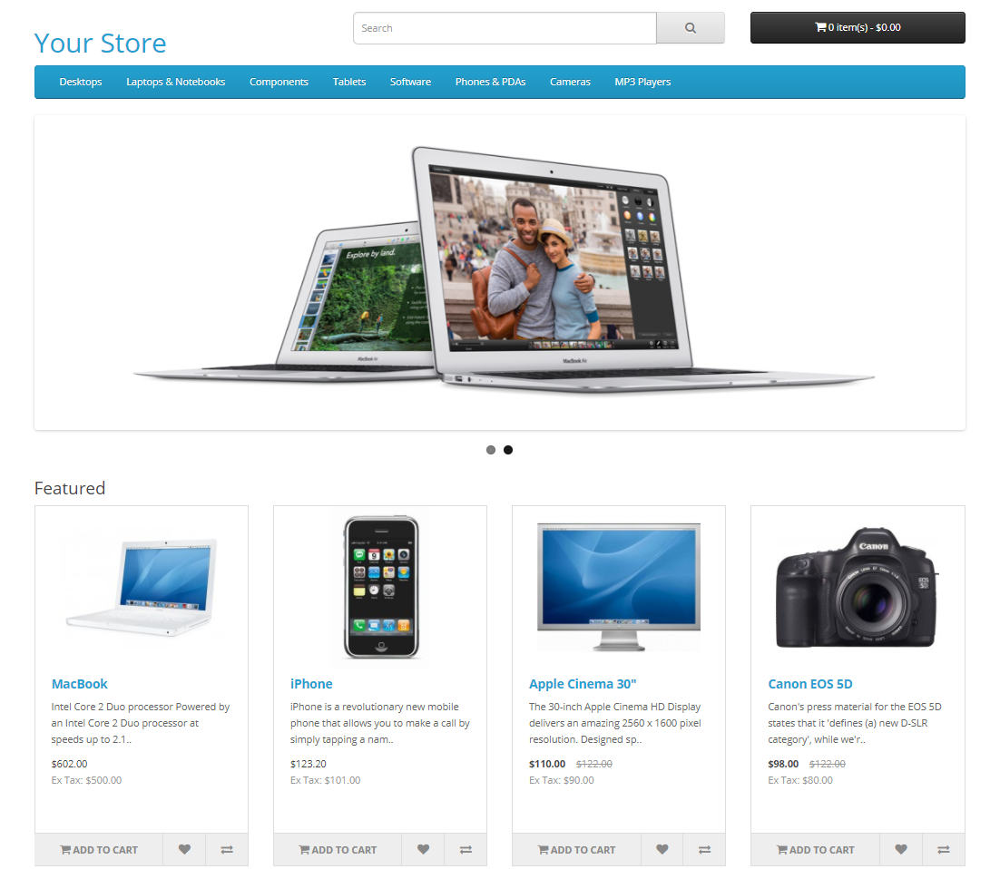 Your Store
Search
0 item(s) - $0.00
Desktops
Laptops & Notebooks
Components
Tablets
Software
Phones & PDAs
Cameras
MP3 Players
Explore by land.
MacBook Air
MacBook Air
Featured
Canon
MacBook
Intel Core 2 Duo processor Powered by
an Intel Core 2 Duo processor at
speeds up to 2.1..
$602.00
Ex Tax: $500.00
ADD TO CART
iPhone
iPhone is a revolutionary new mobile
phone that allows you to make a call by
simply tapping a nam..
$123.20
Ex Tax: $101.00
ADD TO CART
Apple Cinema 30"
The 30-inch Apple Cinema HD Display
delivers an amazing 2560 x 1600 pixel
resolution. Designed sp..
$110.00 $122.00
Ex Tax: $90.00
ADD TO CART
EOS
5D
Canon EOS 5D
Canon's press material for the EOS 5D
states that it 'defines (a) new D-SLR
category', while we'r..
$98.00 $122.00
Ex Tax: $80.00
ADD TO CART